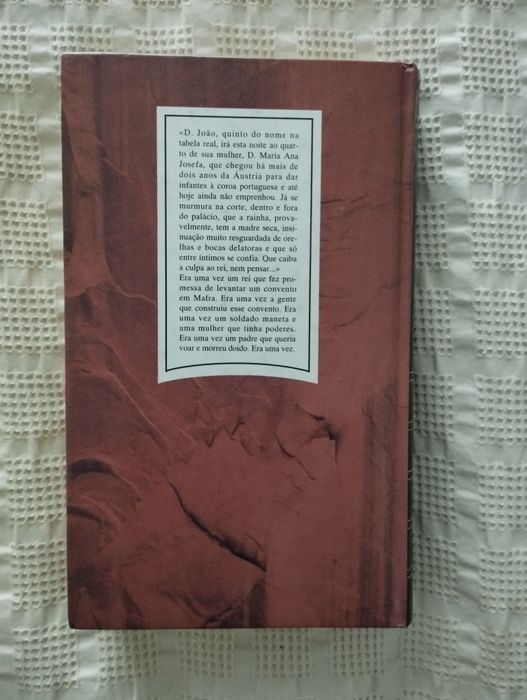 «D. João, quinto do nome na
tabela real, irá esta noite ao quar-
to de sua mulher, D. Maria Ana
Josefa, que chegou há mais de
dois anos da Áustria para dar
infantes à coroa portuguesa e até
hoje ainda não emprenhou. Já se
murmura na corte, dentro e fora
do palácio, que a rainha, prova-
velmente, tem a madre seca, insi-
nuação muito resguardada de ore-
lhas e bocas delatoras e que só
entre íntimos se confia. Que caiba
a culpa ao rei, nem pensar...»
Era uma vez um rei que fez pro-
messa de levantar um convento
em Mafra. Era uma vez a gente
que construiu esse convento. Era
uma vez um soldado maneta e
uma mulher que tinha poderes.
Era uma vez um padre que queria
voar e morreu doido. Era uma vez.